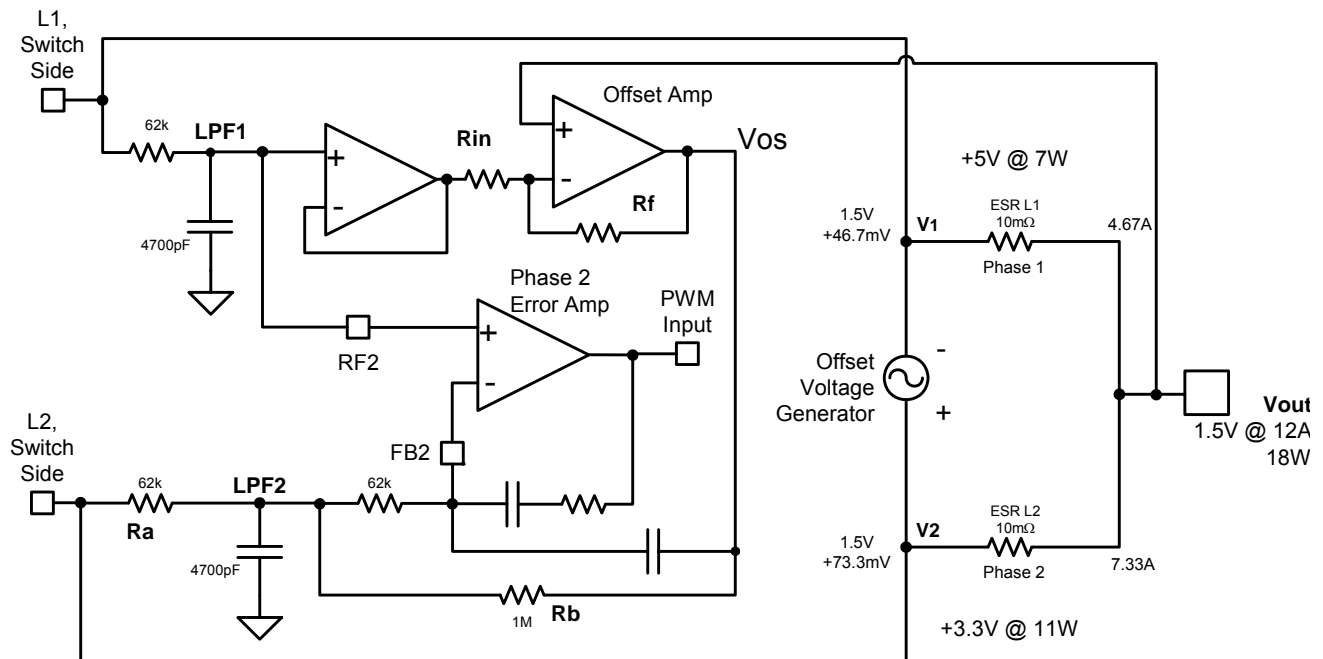 L1,
Switch
Side
62k
LPF1
4700pF
+
-
Rin
Offset Amp
+
-
Rf
Vos
Phase 2
Error Amp
+
-
RF2
PWM
Input
FB2
L2,
Switch
Side
62k
Ra
LPF2
4700pF
62k
1M
Rb
+5V @ 7W
1.5V
+46.7mV
V1
ESR L1
10mΩ
Phase 1
4.67A
Offset
Voltage
Generator
-
+
Vout
1.5V @ 12A
18W
1.5V
+73.3mV
V2
ESR L2
10mΩ
Phase 2
7.33A
+3.3V @ 11W